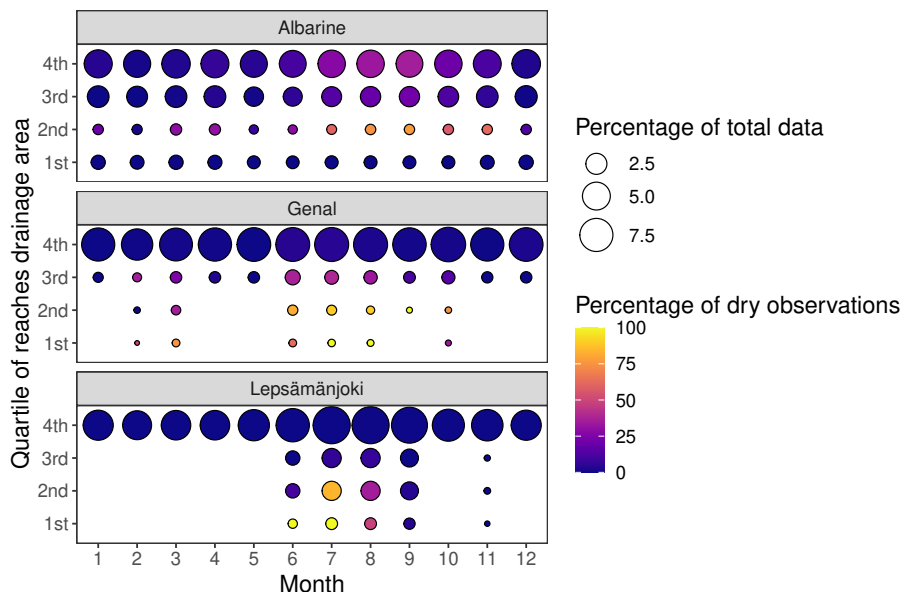 Albarine
4th
3rd
2nd
1st
Genal
4th
3rd
2nd
1st
Lepsämänjoki
4th
3rd
2nd
1st
1 2 3 4 5 6 7 8 9 10 11 12
Month
Quartile of reaches drainage area
Percentage of total data
2.5
5.0
7.5
Percentage of dry observations
100
75
50
25
0